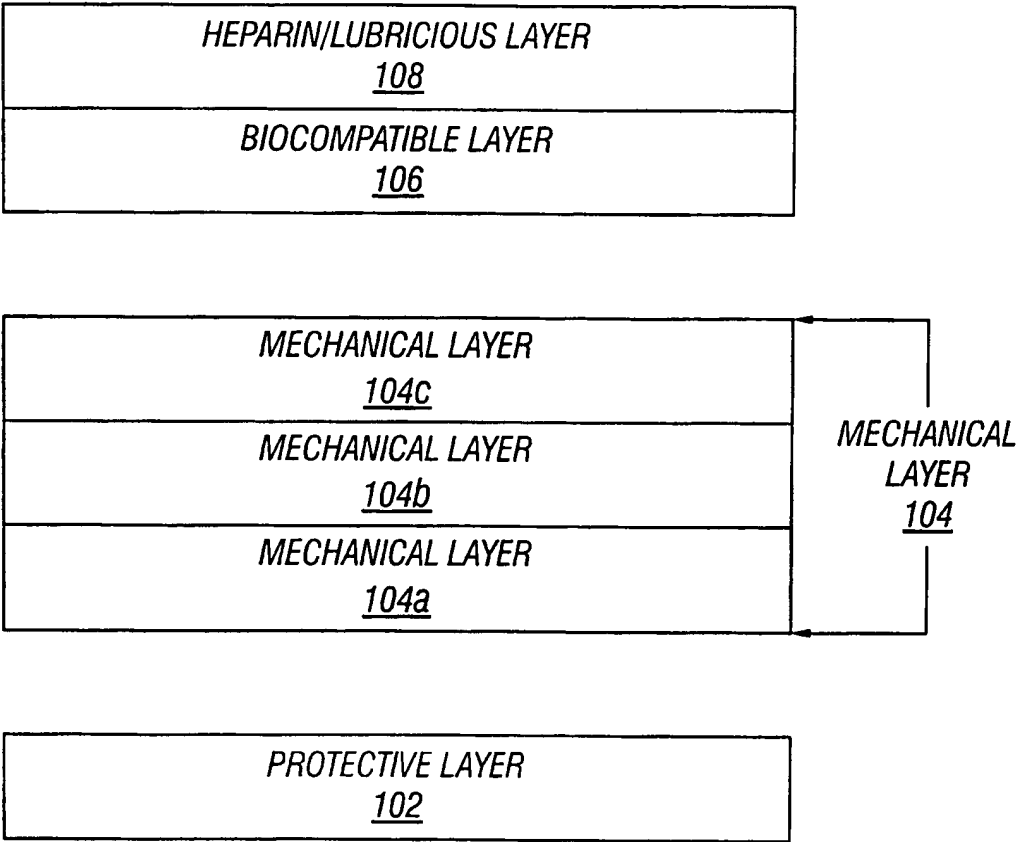 HEPARIN/LUBRICIOUS LAYER
108
BIOCOMPATIBLE LAYER
106
MECHANICAL LAYER
104c
MECHANICAL LAYER
104b
MECHANICAL LAYER
104a
MECHANICAL
LAYER
104
PROTECTIVE LAYER
102